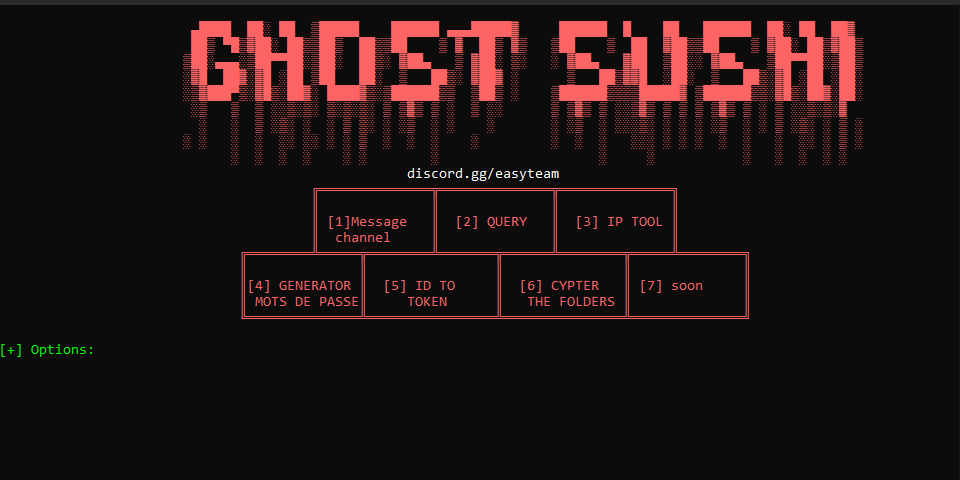 GHOST SUSHI
discord.gg/easyteam
[1]Message channel
[2] QUERY
[3] IP TOOL
[4] GENERATOR MOTS DE PASSE
[5] ID TO TOKEN
[6] CYPTER THE FOLDERS
[7] soon
[+] Options: